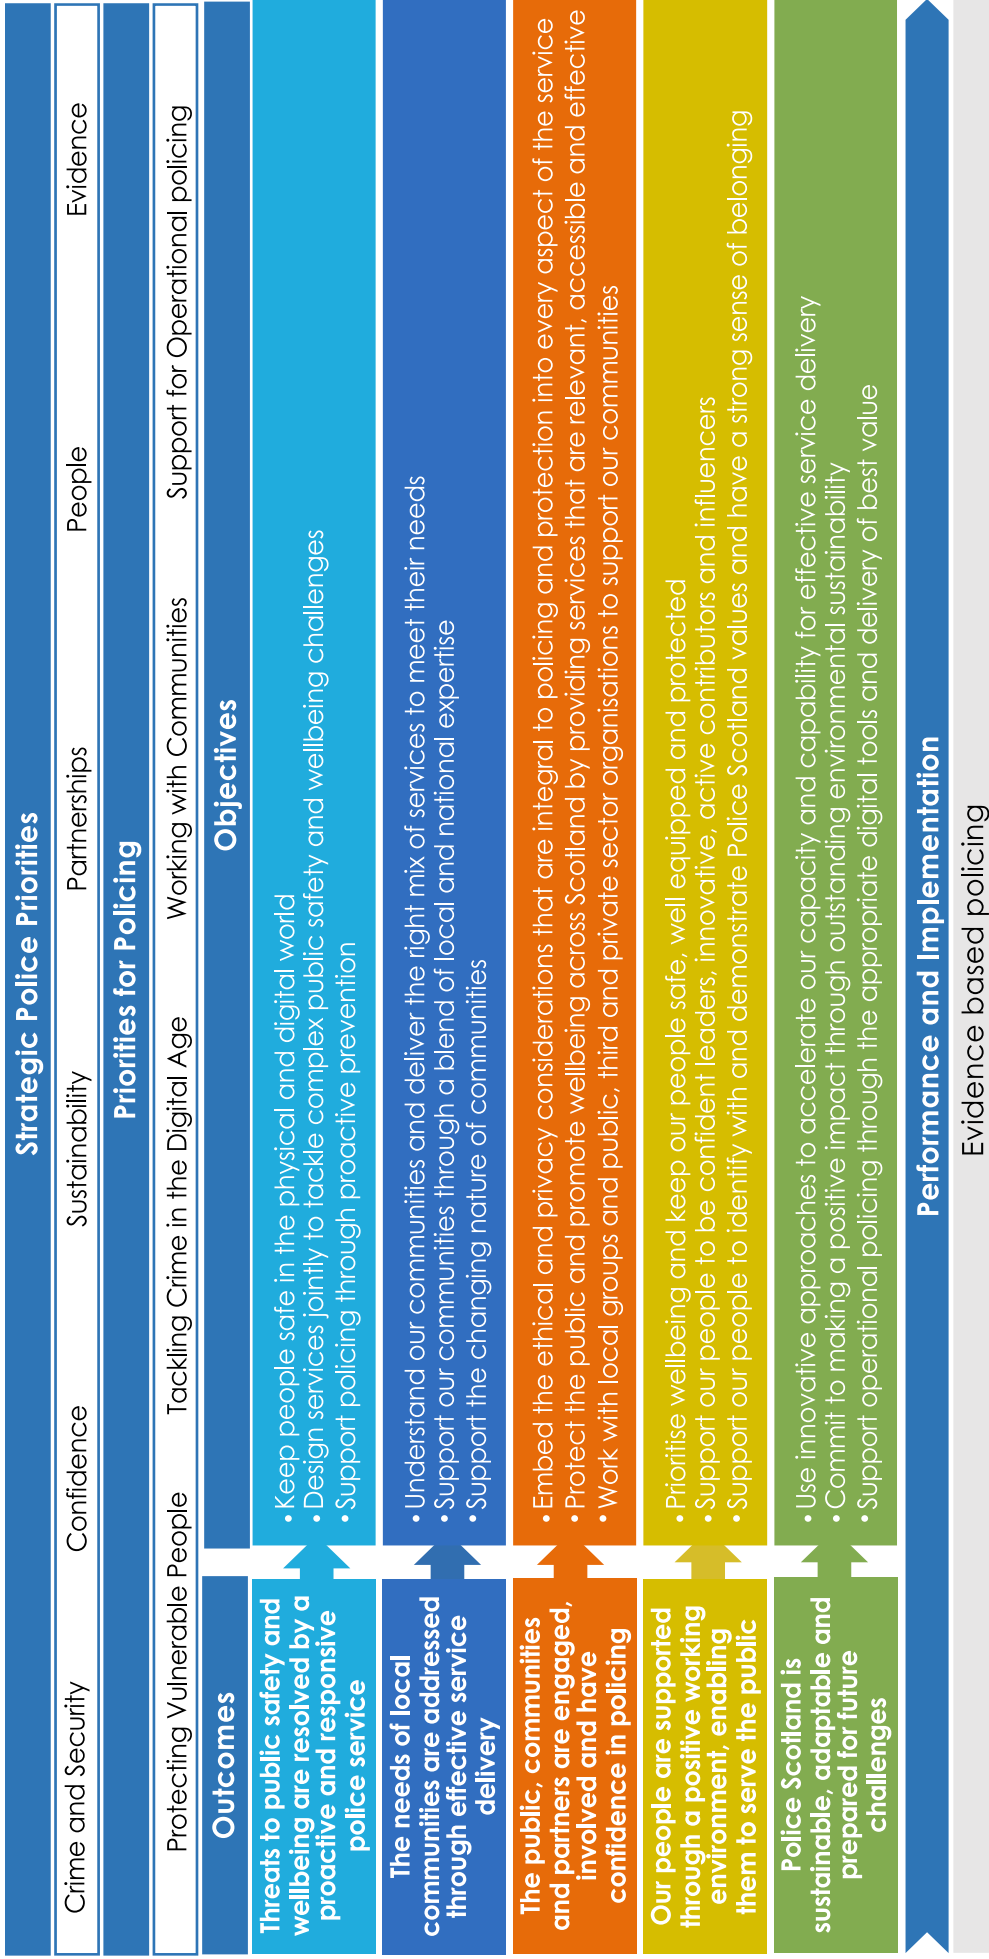 Strategic Police Priorities
Crime and Security Confidence Sustainability Partnerships People Evidence
Priorities for Policing
Protecting Vulnerable People Tackling Crime in the Digital Age Working with Communities Support for Operational policing
Outcomes
Objectives
Threats to public safety and
wellbeing are resolved by a
proactive and responsive
police service
• Keep people safe in the physical and digital world
• Design services jointly to tackle complex public safety and wellbeing challenges
• Support policing through proactive prevention
The needs of local
communities are addressed
through effective service
delivery
• Understand our communities and deliver the right mix of services to meet their needs
• Support our communities through a blend of local and national expertise
• Support the changing nature of communities
The public, communities
and partners are engaged,
involved and have
confidence in policing
• Embed the ethical and privacy considerations that are integral to policing and protection into every aspect of the service
• Protect the public and promote wellbeing across Scotland by providing services that are relevant, accessible and effective
• Work with local groups and public, third and private sector organisations to support our communities
Our people are supported
through a positive working
environment, enabling
them to serve the public
• Prioritise wellbeing and keep our people safe, well equipped and protected
• Support our people to be confident leaders, innovative, active contributors and influencers
• Support our people to identify with and demonstrate Police Scotland values and have a strong sense of belonging
Police Scotland is
sustainable, adaptable and
prepared for future
challenges
• Use innovative approaches to accelerate our capacity and capability for effective service delivery
• Commit to making a positive impact through outstanding environmental sustainability
• Support operational policing through the appropriate digital tools and delivery of best value
Performance and Implementation
Evidence based policing